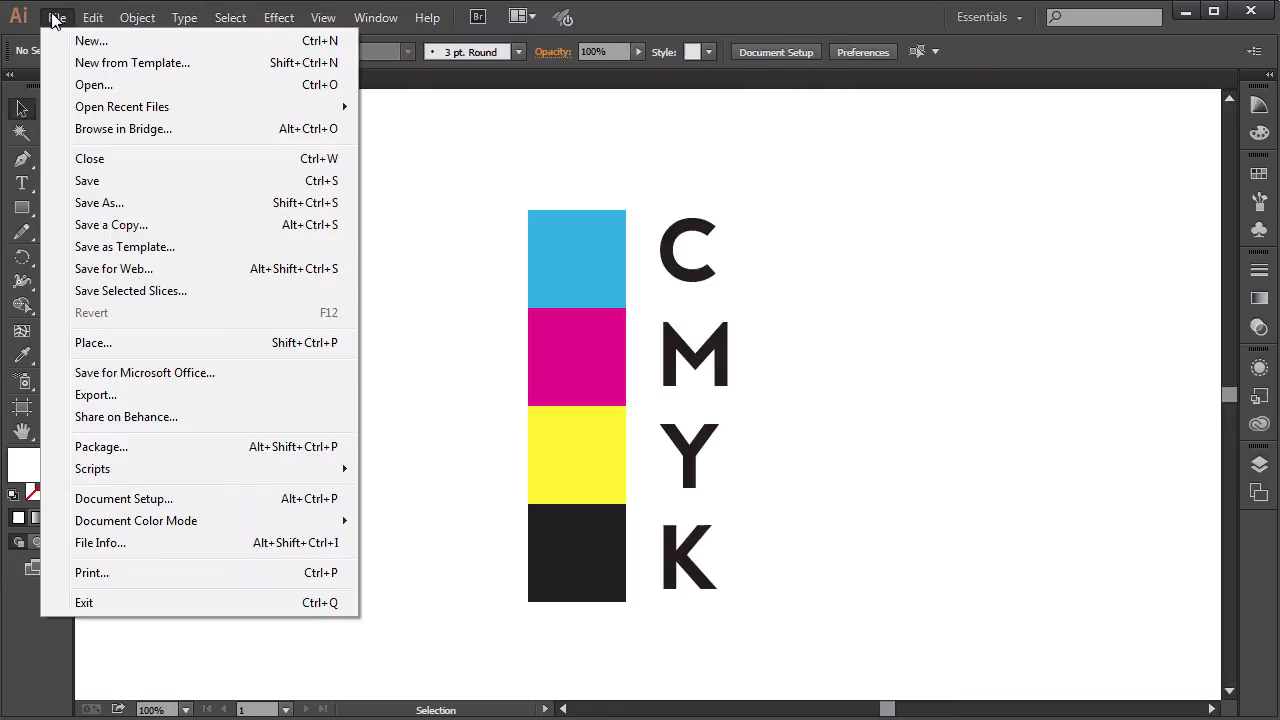 Ai File Edit Object Type Select Effect View Window Help Br Essentials
No Se 3 pt. Round Opacity: 100% Style: Document Setup Preferences
New... Ctrl+N
New from Template... Shift+Ctrl+N
Open... Ctrl+O
Open Recent Files
Browse in Bridge... Alt+Ctrl+O
Close Ctrl+W
Save Ctrl+S
Save As... Shift+Ctrl+S
Save a Copy... Alt+Ctrl+S
Save as Template...
Save for Web... Alt+Shift+Ctrl+S
Save Selected Slices...
Revert F12
Place... Shift+Ctrl+P
Save for Microsoft Office...
Export...
Share on Behance...
Package... Alt+Shift+Ctrl+P
Scripts
Document Setup... Alt+Ctrl+P
Document Color Mode
File Info... Alt+Shift+Ctrl+I
Print... Ctrl+P
Exit Ctrl+Q
C
M
Y
K
100% 1 Selection